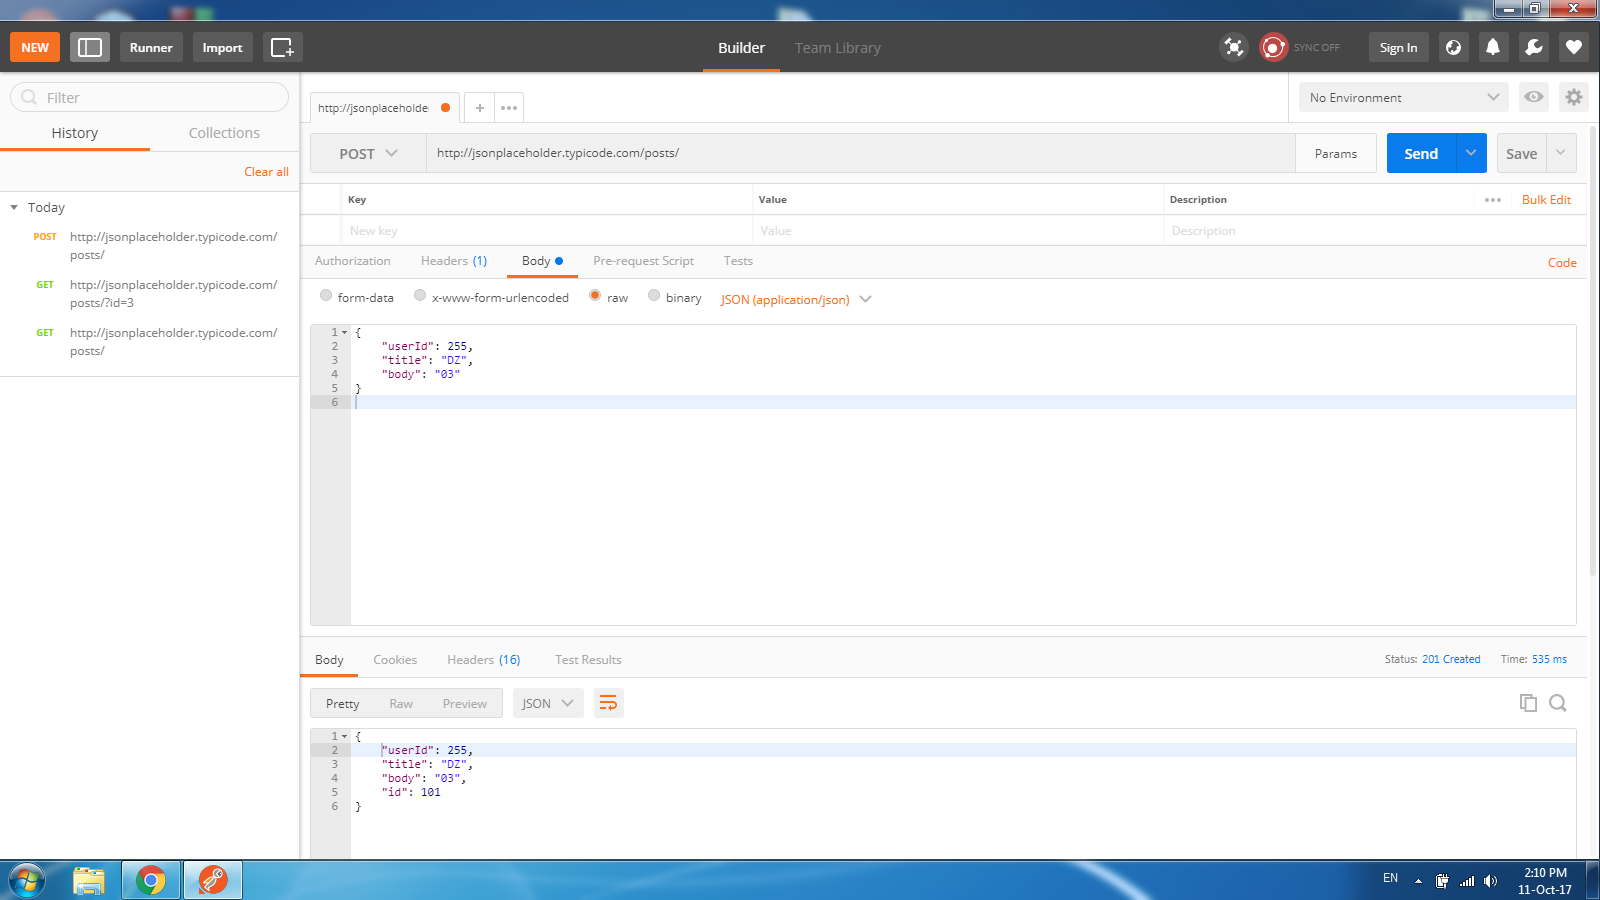 NEW
Runner
Import
Builder
Team Library
SYNC OFF
Sign In
Filter
History
Collections
Clear all
Today
POST http://jsonplaceholder.typicode.com/
posts/
GET http://jsonplaceholder.typicode.com/
posts/?id=3
GET http://jsonplaceholder.typicode.com/
posts/
http://jsonplaceholde
No Environment
POST
http://jsonplaceholder.typicode.com/posts/
Params
Send
Save
Key Value Description Bulk Edit
New key Value Description
Authorization Headers (1) Body Pre-request Script Tests Code
form-data x-www-form-urlencoded raw binary JSON (application/json)
1 {
2 "userId": 255,
3 "title": "DZ",
4 "body": "03"
5 }
6
Body Cookies Headers (16) Test Results Status: 201 Created Time: 535 ms
Pretty Raw Preview JSON
1 {
2 "userId": 255,
3 "title": "DZ",
4 "body": "03",
5 "id": 101
6 }
EN
2:10 PM
11-Oct-17